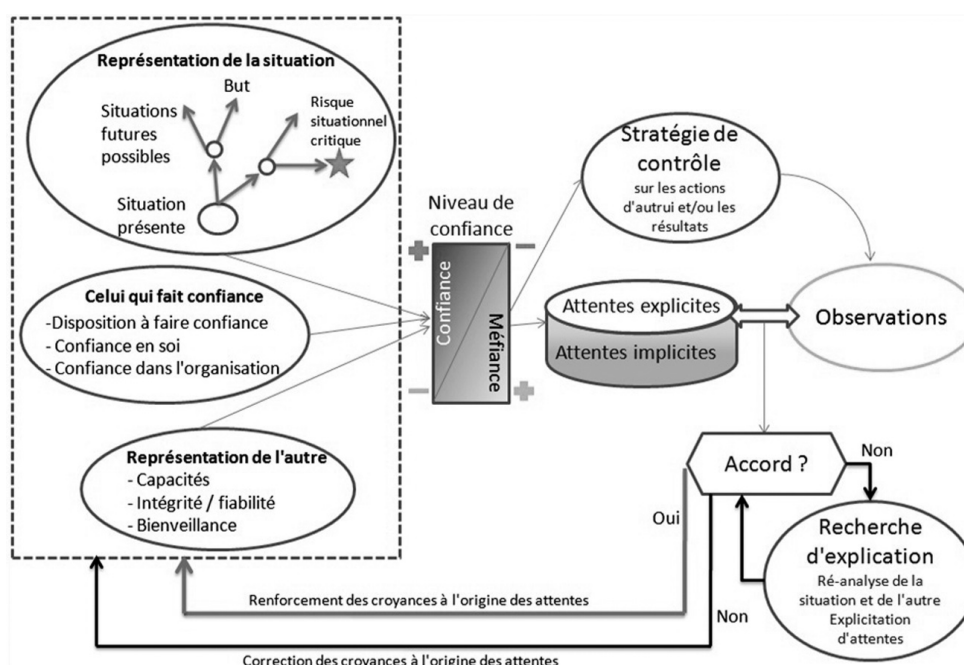 Représentation de la situation
But
Situations
futures
possibles
Risque
situationnel
critique
Situation
présente
Celui qui fait confiance
-Disposition à faire confiance
- Confiance en soi
- Confiance dans l'organisation
Représentation de l'autre
- Capacités
- Intégrité / fiabilité
- Bienveillance
Niveau de
confiance
+
−
Confiance
Méfiance
−
+
Stratégie de
contrôle
sur les actions
d'autrui et/ou les
résultats
Attentes explicites
Attentes implicites
Observations
Accord ?
Non
Oui
Non
Recherche
d'explication
Ré-analyse de la
situation et de l'autre
Explicitation
d'attentes
Renforcement des croyances à l'origine des attentes
Correction des croyances à l'origine des attentes